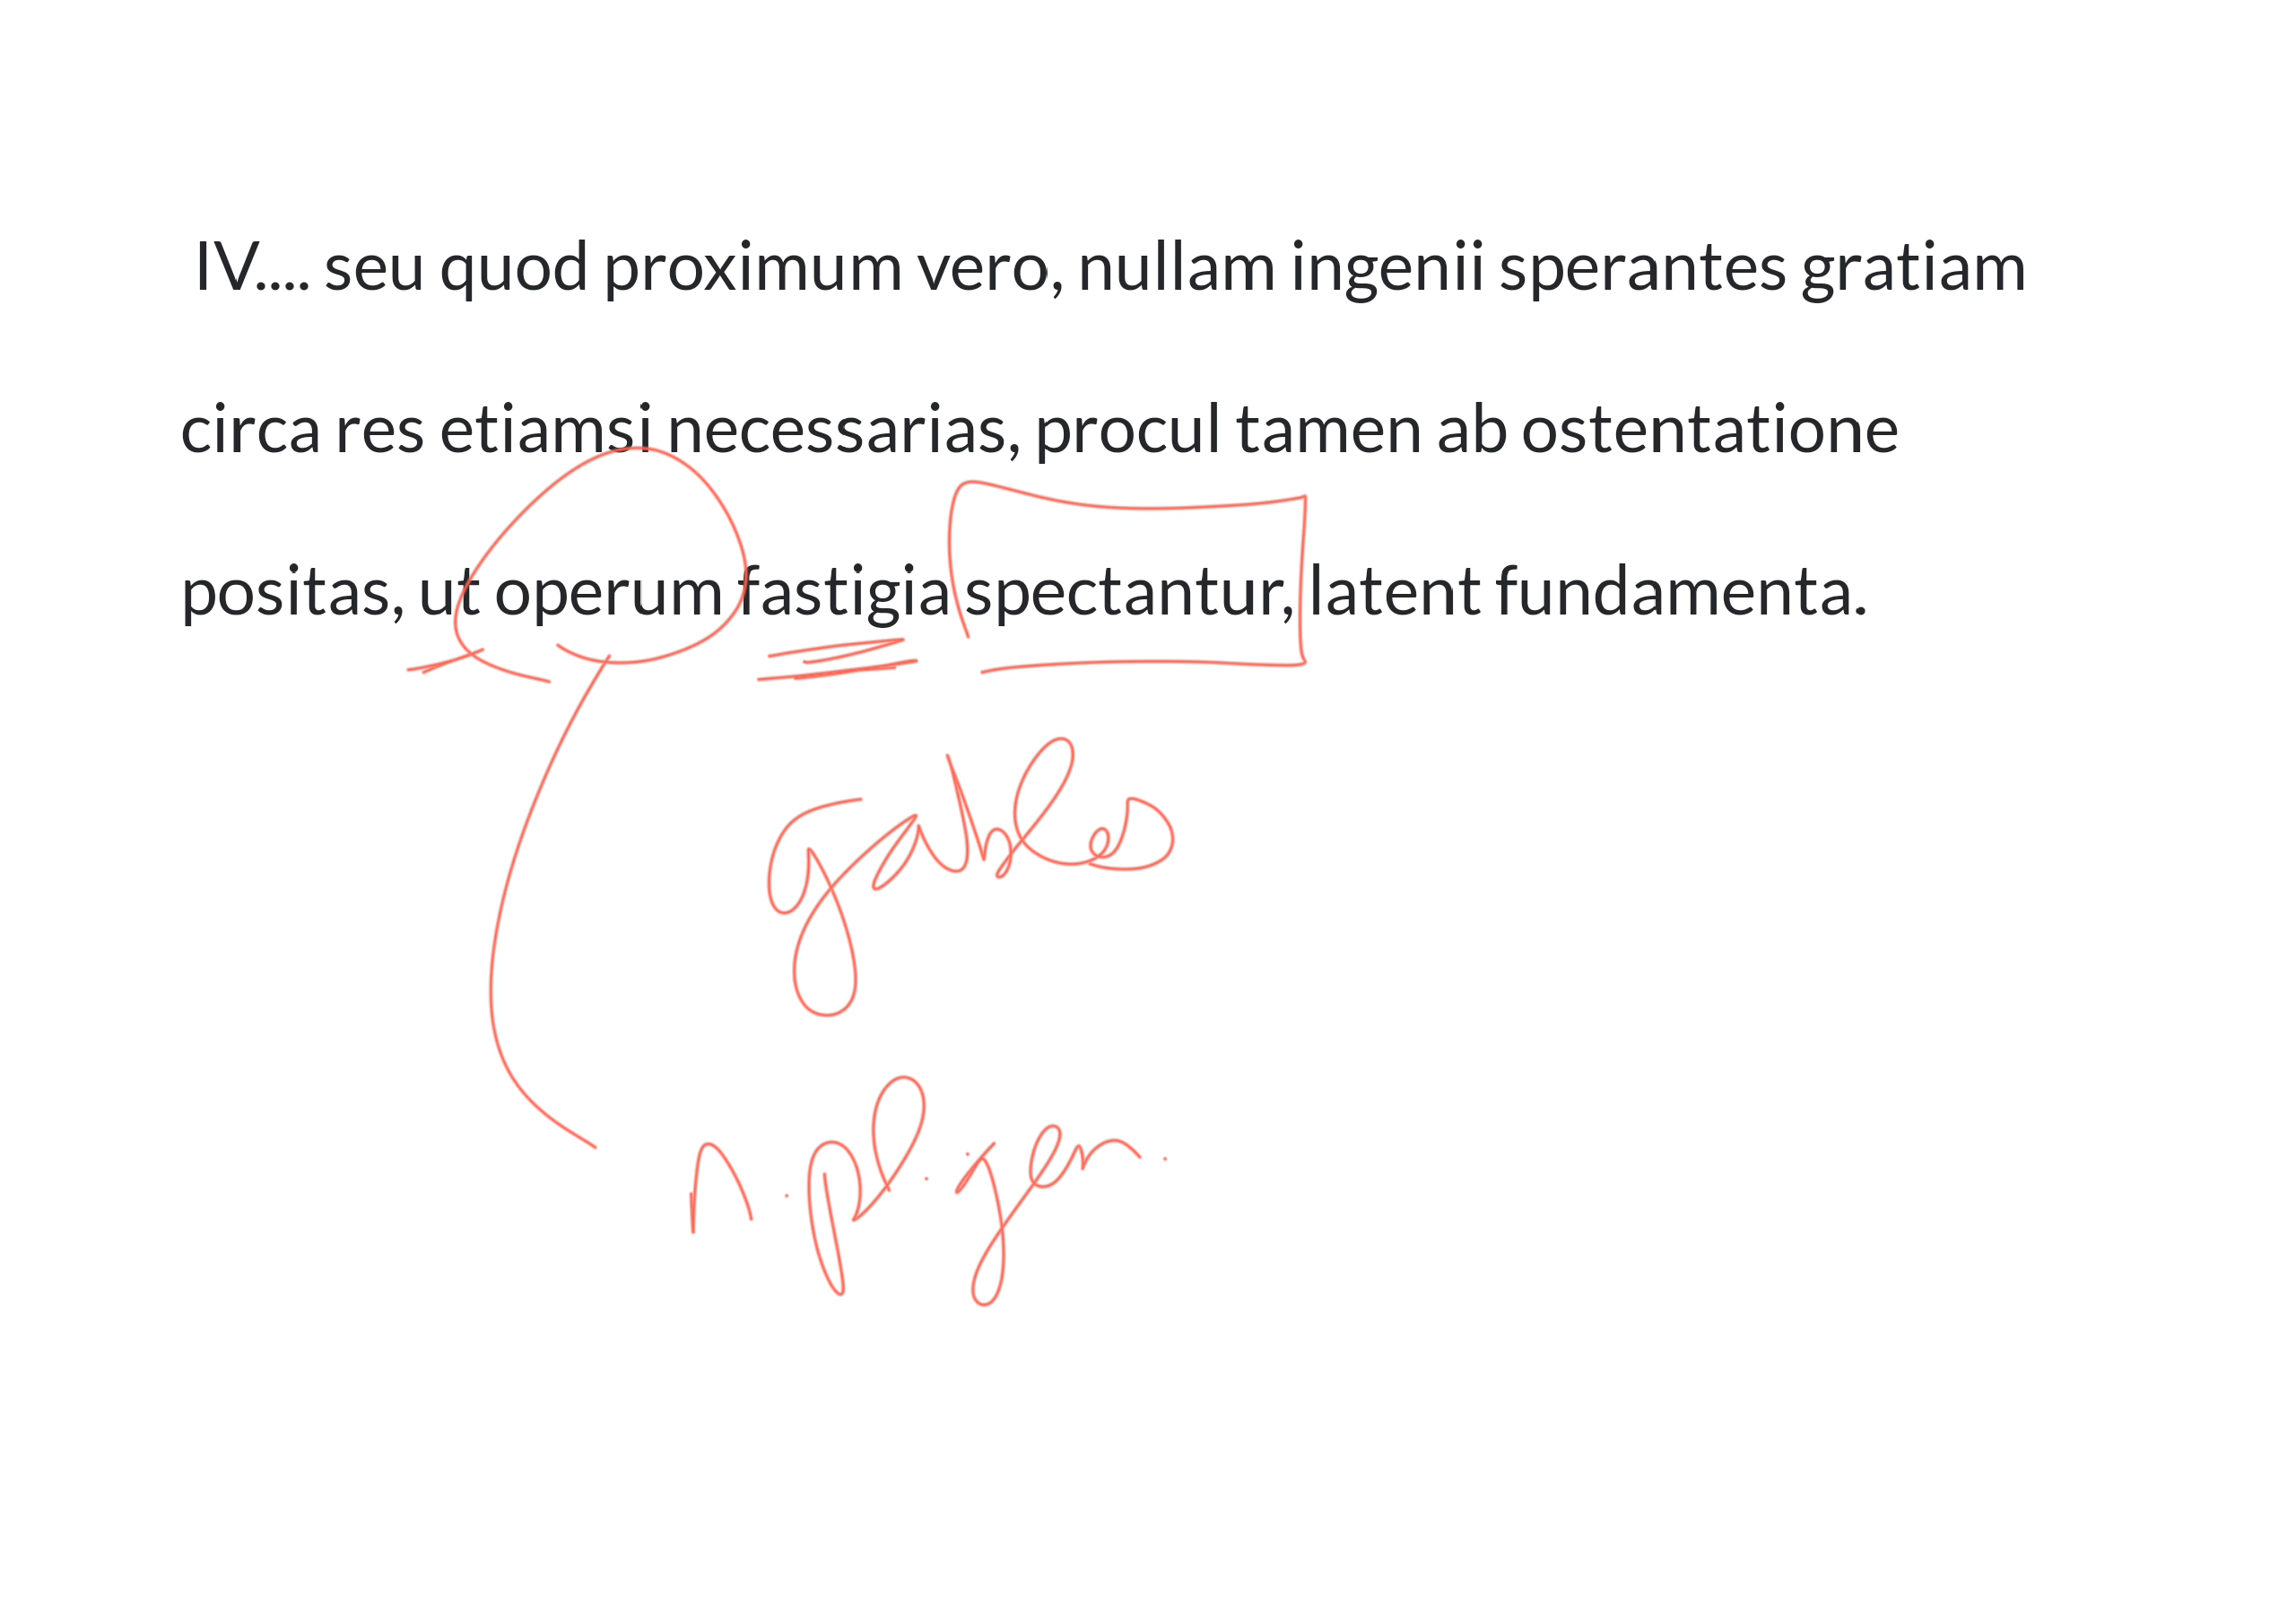 IV.... seu quod proximum vero, nullam ingenii sperantes gratiam
circa res etiamsi necessarias, procul tamen ab ostentatione
positas, ut operum fastigia spectantur, latent fundamenta.
gables
n. pl. gen.